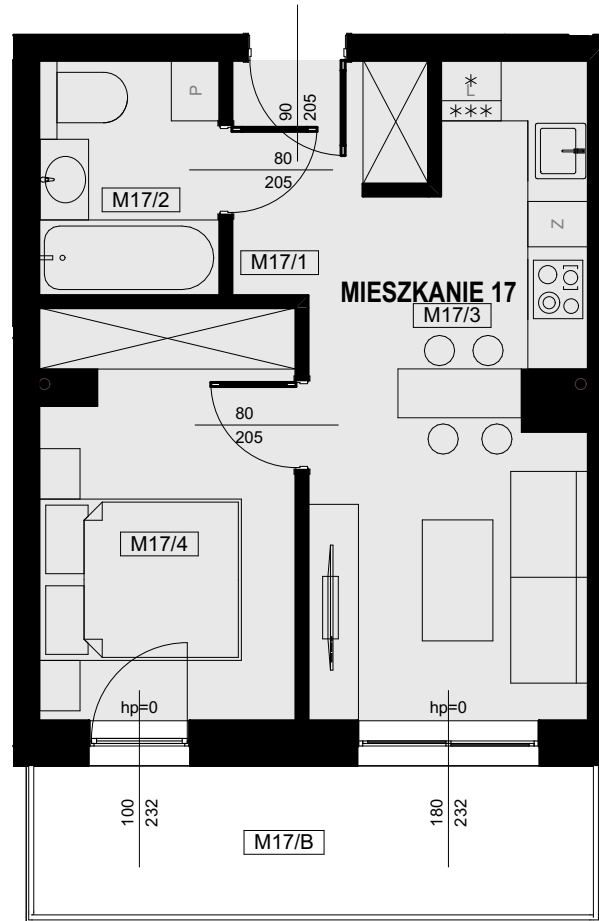 90
205
L
***
*
P
80
205
M17/2
Z
M17/1
MIESZKANIE 17
M17/3
80
205
M17/4
hp=0
hp=0
100
232
180
232
M17/B